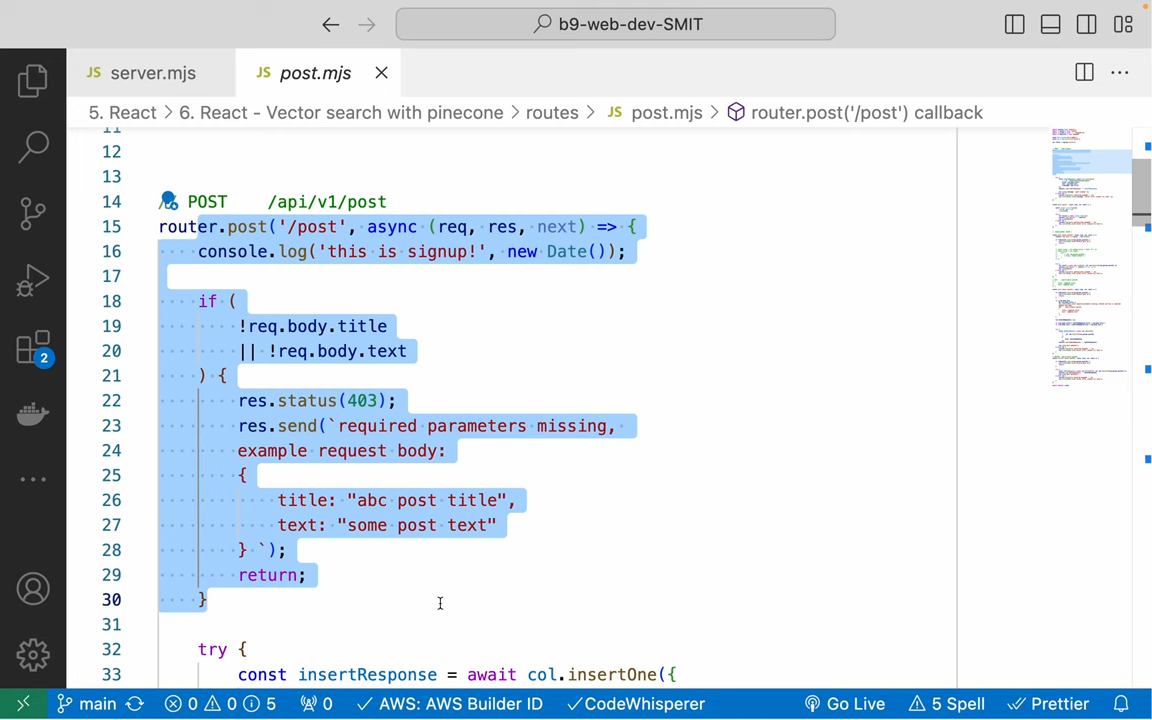 b9-web-dev-SMIT
JS server.mjs
JS post.mjs
5. React > 6. React - Vector search with pinecone > routes > JS post.mjs > router.post('/post') callback
11
12
13
14 // POST /api/v1/post
15 router.post('/post', async (req, res, next) => {
16 console.log('this is signup!', new Date());
17
18 if (
19 !req.body.title
20 || !req.body.text
21 ) {
22 res.status(403);
23 res.send(`required parameters missing,
24 example request body:
25 {
26 title: "abc post title",
27 text: "some post text"
28 } `);
29 return;
30 }
31
32 try {
33 const insertResponse = await col.insertOne({
2
main 0 0 5 0 AWS: AWS Builder ID CodeWhisperer Go Live 5 Spell Prettier